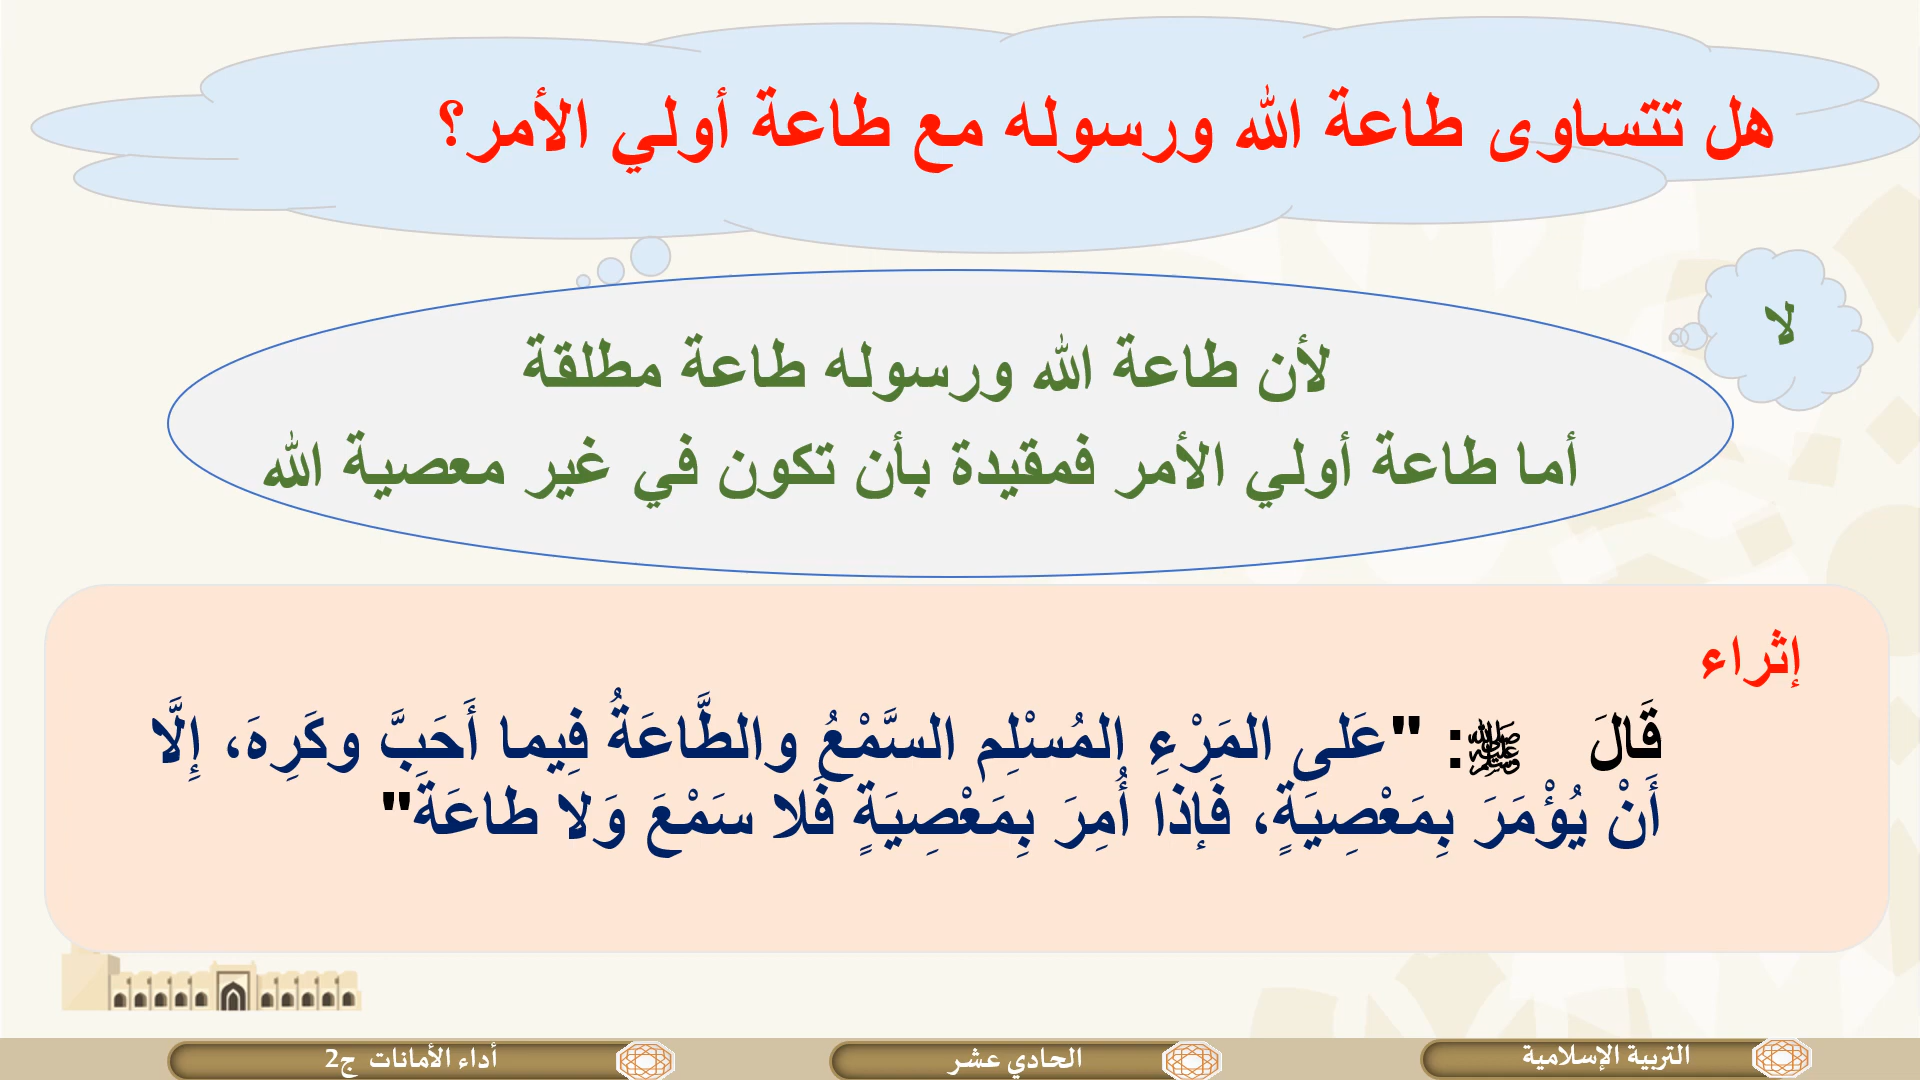 هل تتساوى طاعة الله ورسوله مع طاعة أولي الأمر؟
لا
لأن طاعة الله ورسوله طاعة مطلقة
أما طاعة أولي الأمر فمقيدة بأن تكون في غير معصية الله
إثراء
قَالَ ﷺ: "عَلى المَرْءِ المُسْلِم السَّمْعُ والطَّاعَةُ فِيما أَحَبَّ وكَرِهَ، إِلَّا
أَنْ يُؤْمَرَ بِمَعْصِيَةٍ، فَإذا أُمِرَ بِمَعْصِيَةٍ فَلا سَمْعَ وَلا طاعَةَ"
التربية الإسلامية
الحادي عشر
أداء الأمانات ج2